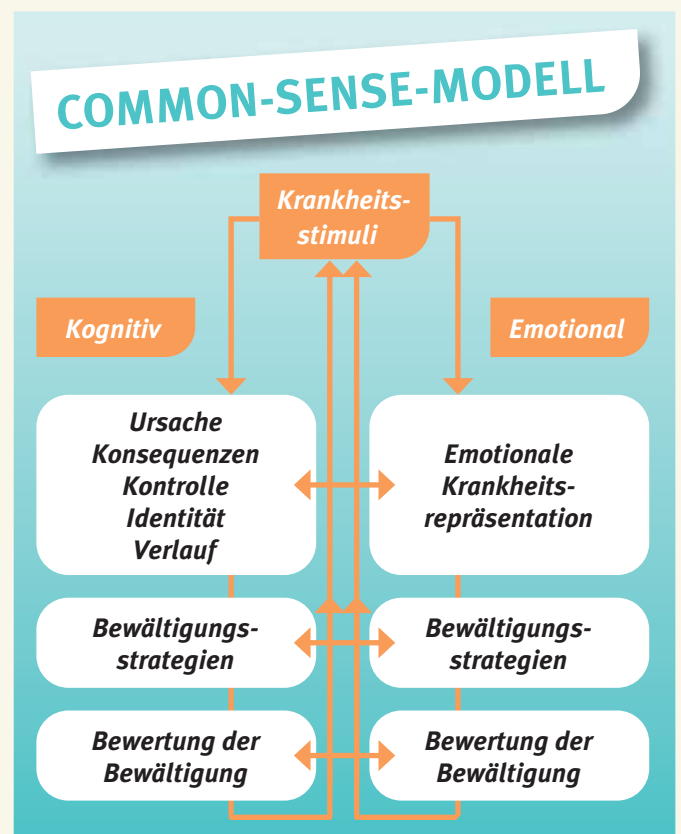 COMMON-SENSE-MODELL
Krankheits-
stimuli
Kognitiv
Emotional
Ursache
Konsequenzen
Kontrolle
Identität
Verlauf
Emotionale
Krankheits-
repräsentation
Bewältigungs-
strategien
Bewältigungs-
strategien
Bewertung der
Bewältigung
Bewertung der
Bewältigung